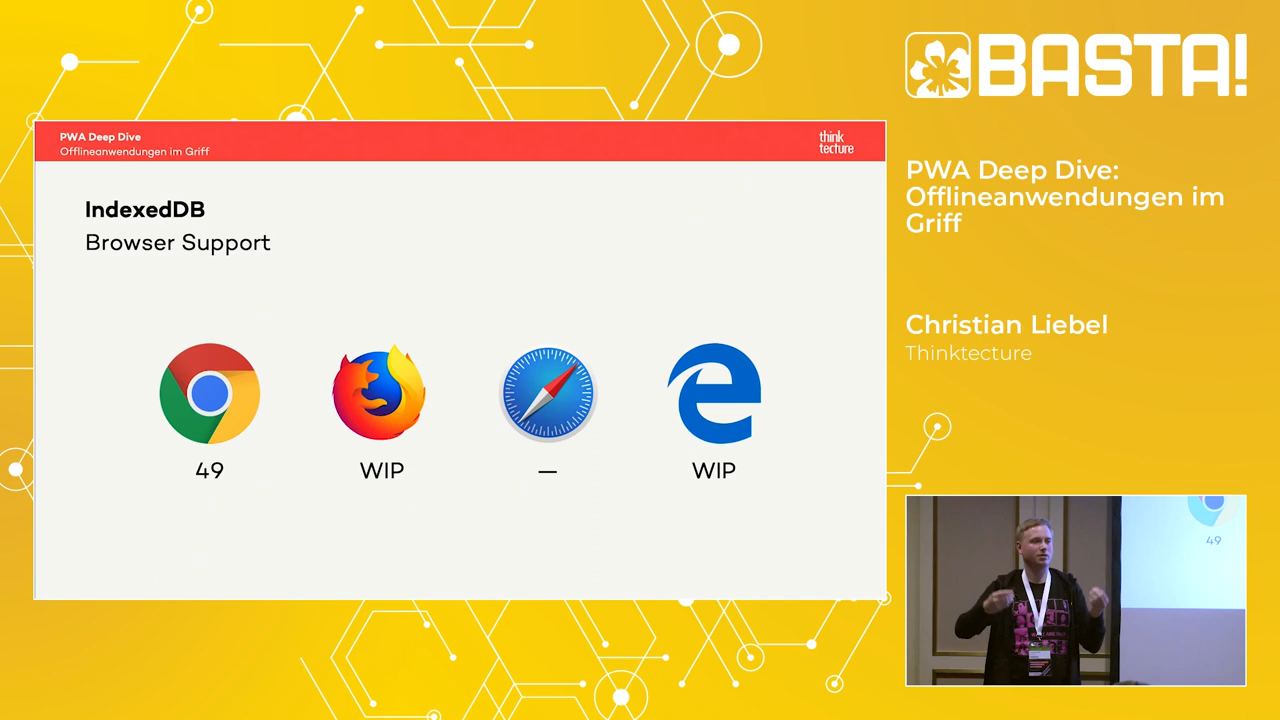 BASTA!
PWA Deep Dive
Offlineanwendungen im Griff
think
tecture
IndexedDB
Browser Support
49
WIP
—
WIP
PWA Deep Dive:
Offlineanwendungen im
Griff
Christian Liebel
Thinktecture
49